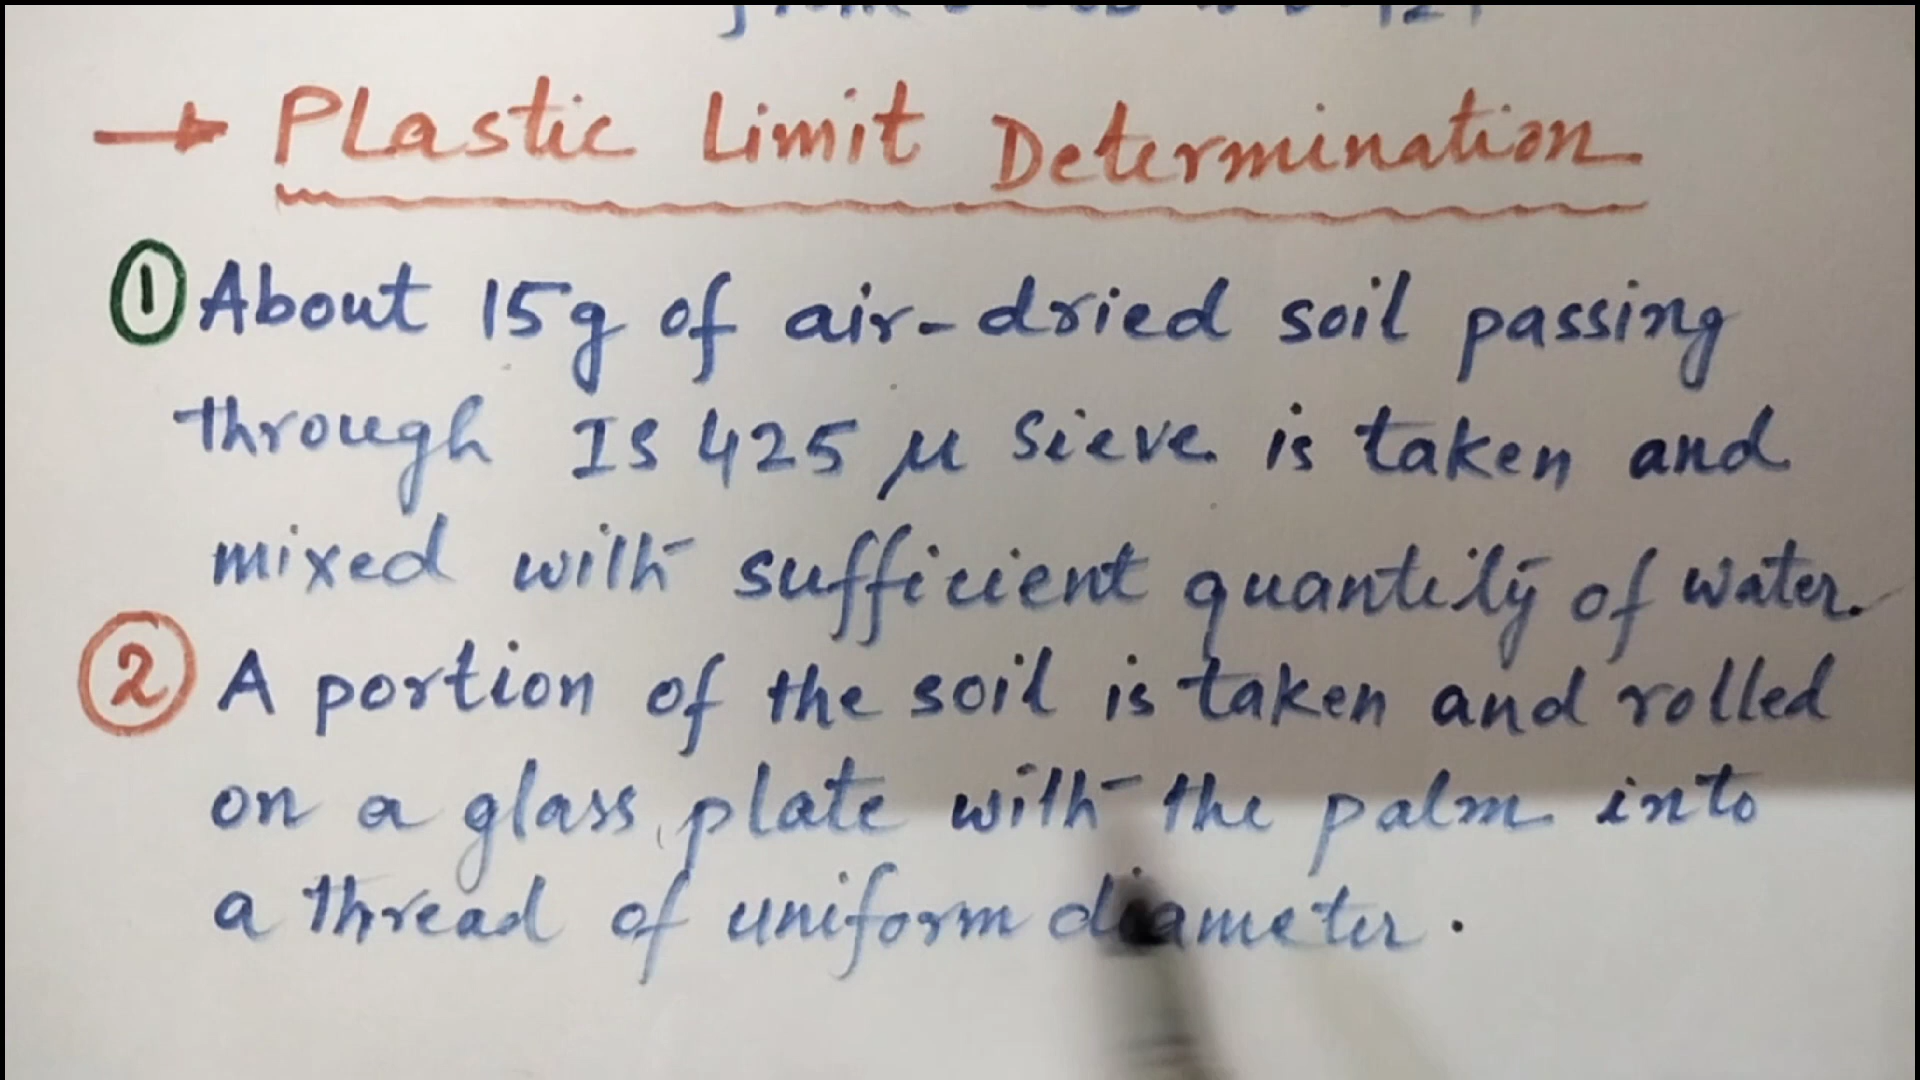 → Plastic Limit Determination
① About 15g of air-dried soil passing
through IS 425 μ sieve is taken and
mixed with sufficient quantity of water.
② A portion of the soil is taken and rolled
on a glass plate with the palm into
a thread of uniform diameter.